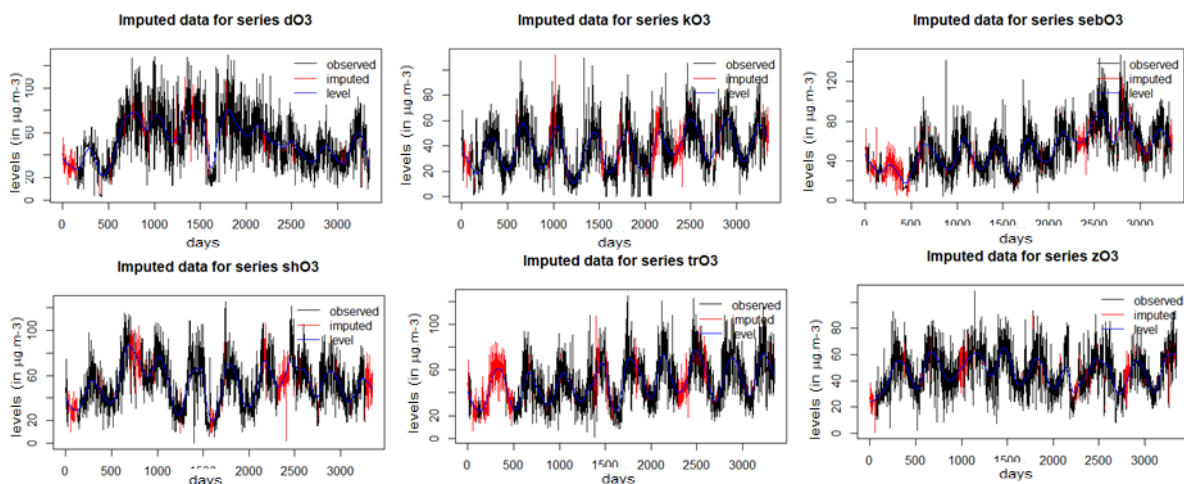 Imputed data for series dO3
Imputed data for series kO3
Imputed data for series sebO3
levels (in µg.m-3)
0 20 40 60 80 100
observed
imputed
level
0 500 1000 1500 2000 2500 3000
days
levels (in µg.m-3)
0 20 40 60 80
observed
imputed
level
0 500 1000 1500 2000 2500 3000
days
levels (in µg.m-3)
0 40 60 80 120
observed
imputed
level
0 500 1000 1500 2000 2500 3000
days
Imputed data for series shO3
Imputed data for series trO3
Imputed data for series zO3
levels (in µg.m-3)
0 20 40 60 80 100
observed
imputed
level
0 500 1000 2000 2500 3000
days
levels (in µg.m-3)
0 20 40 60 80 100
observed
imputed
level
0 500 1000 1500 2000 2500 3000
days
levels (in µg.m-3)
0 20 40 60 80
observed
imputed
level
0 500 1000 1500 2000 2500 3000
days